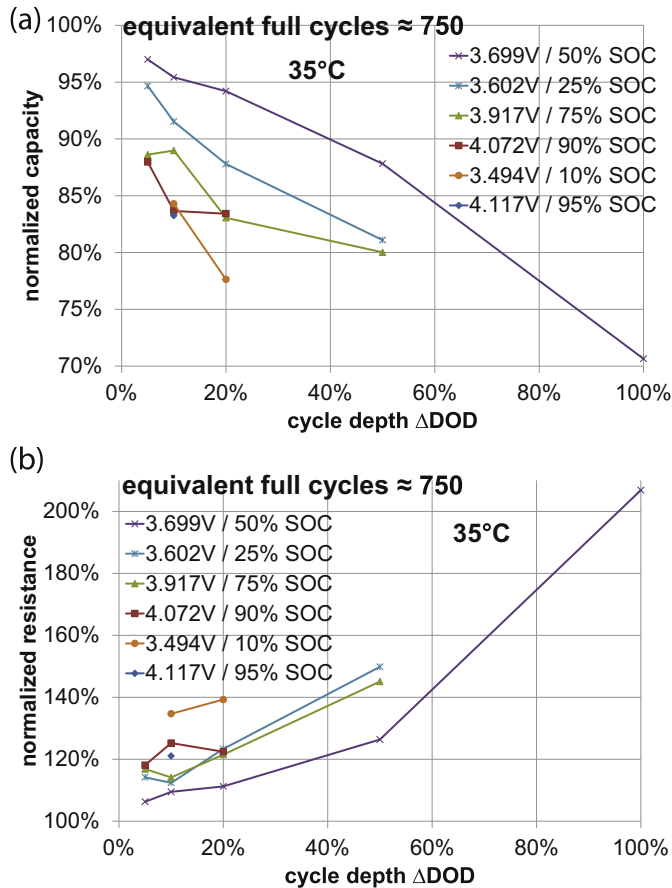 (a)
equivalent full cycles ≈ 750
35°C
3.699V / 50% SOC
3.602V / 25% SOC
3.917V / 75% SOC
4.072V / 90% SOC
3.494V / 10% SOC
4.117V / 95% SOC
normalized capacity
100%
95%
90%
85%
80%
75%
70%
0%
20%
40%
60%
80%
100%
cycle depth ΔDOD
(b)
equivalent full cycles ≈ 750
35°C
3.699V / 50% SOC
3.602V / 25% SOC
3.917V / 75% SOC
4.072V / 90% SOC
3.494V / 10% SOC
4.117V / 95% SOC
normalized resistance
200%
180%
160%
140%
120%
100%
0%
20%
40%
60%
80%
100%
cycle depth ΔDOD